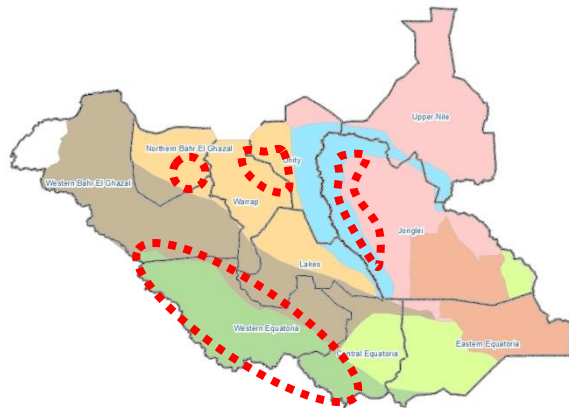 Upper Nile
Northern Bahr El Ghazal
Unity
Western Bahr El Ghazal
Warrap
Jonglei
Lakes
Western Equatoria
Central Equatoria
Eastern Equatoria